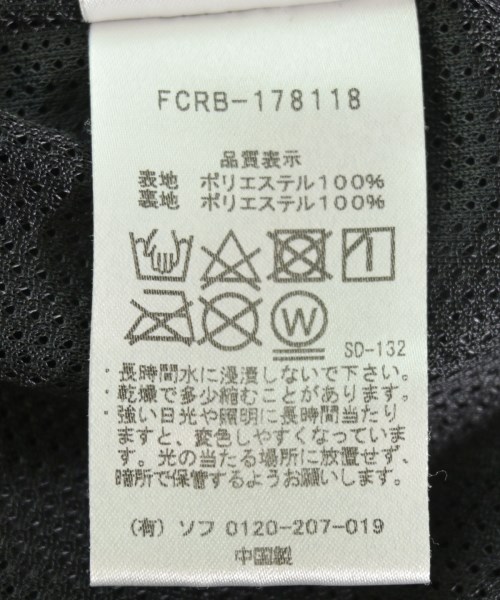 FCRB-178118
品質表示
表地 ポリエステル100%
裏地 ポリエステル100%
W
SD-132
・長時間水に浸漬しないで下さい。
・乾燥で多少縮むことがあります。
・強い日光や照明に長時間当たり
ますと、変色しやすくなっていま
す。光の当たる場所に放置せず、
暗所で保管するようお願いします。
(有) ソフ 0120-207-019
中国製